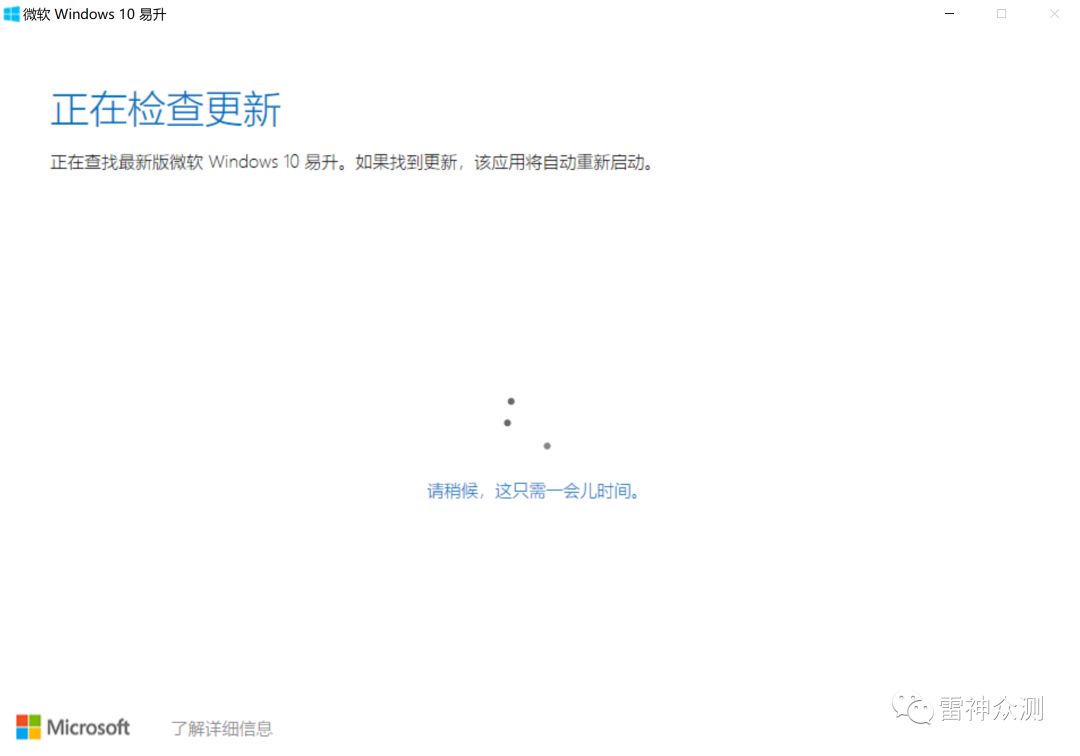 微软 Windows 10 易升
正在检查更新
正在查找最新版微软 Windows 10 易升。如果找到更新，该应用将自动重新启动。
请稍候，这只需一会儿时间。
Microsoft 了解详细信息
雷神众测